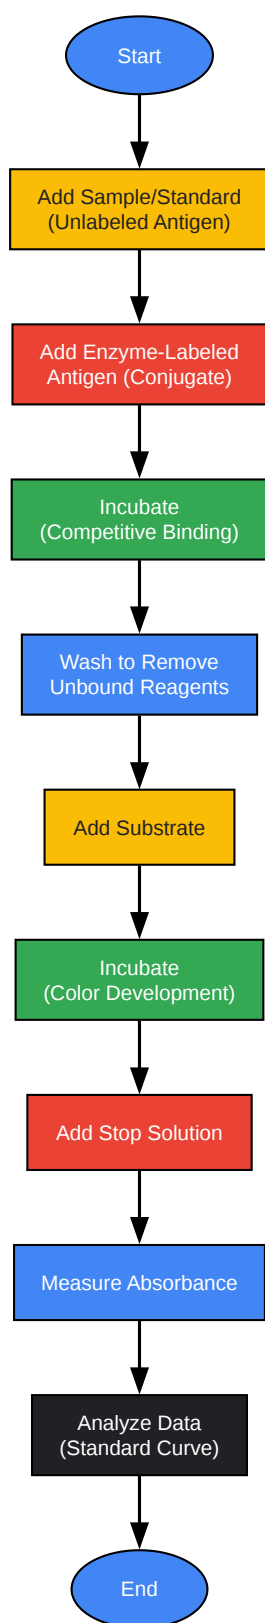 Start
Add Sample/Standard
(Unlabeled Antigen)
Add Enzyme-Labeled
Antigen (Conjugate)
Incubate
(Competitive Binding)
Wash to Remove
Unbound Reagents
Add Substrate
Incubate
(Color Development)
Add Stop Solution
Measure Absorbance
Analyze Data
(Standard Curve)
End